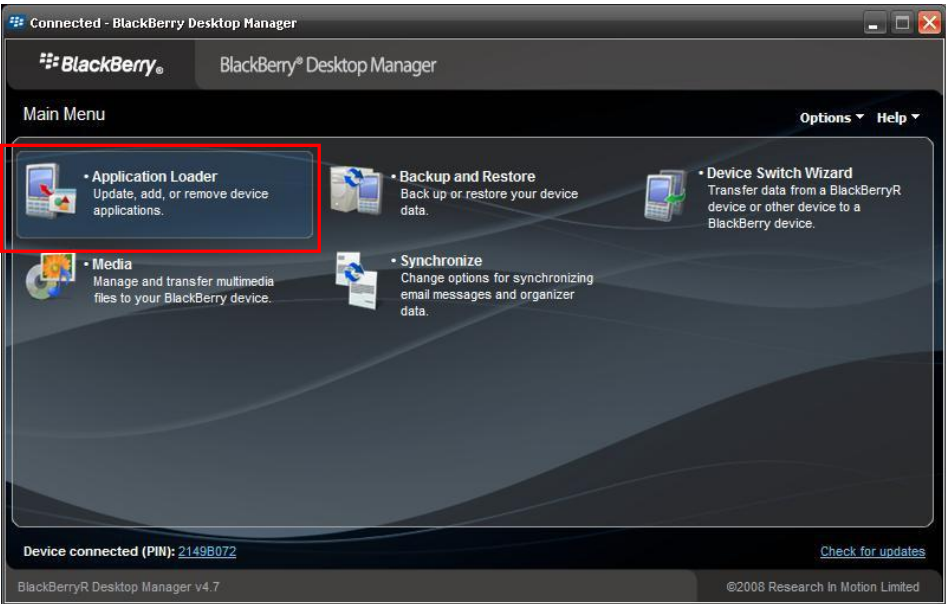 Connected - BlackBerry Desktop Manager
BlackBerry®
BlackBerry® Desktop Manager
Main Menu
Options
Help
• Application Loader
Update, add, or remove device
applications.
• Backup and Restore
Back up or restore your device
data.
• Device Switch Wizard
Transfer data from a BlackBerryR
device or other device to a
BlackBerry device.
• Media
Manage and transfer multimedia
files to your BlackBerry device.
• Synchronize
Change options for synchronizing
email messages and organizer
data.
Device connected (PIN): 2149B072
Check for updates
BlackBerryR Desktop Manager v4.7
©2008 Research In Motion Limited